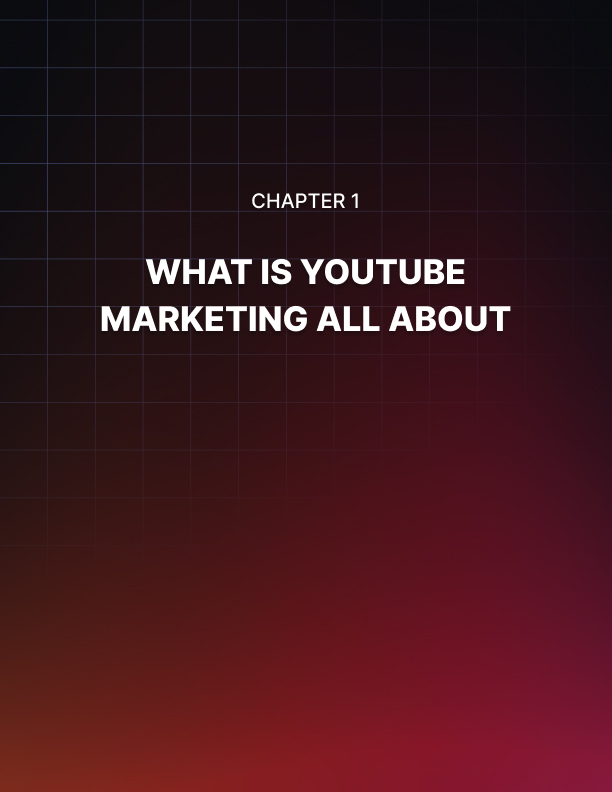 CHAPTER 1
WHAT IS YOUTUBE
MARKETING ALL ABOUT